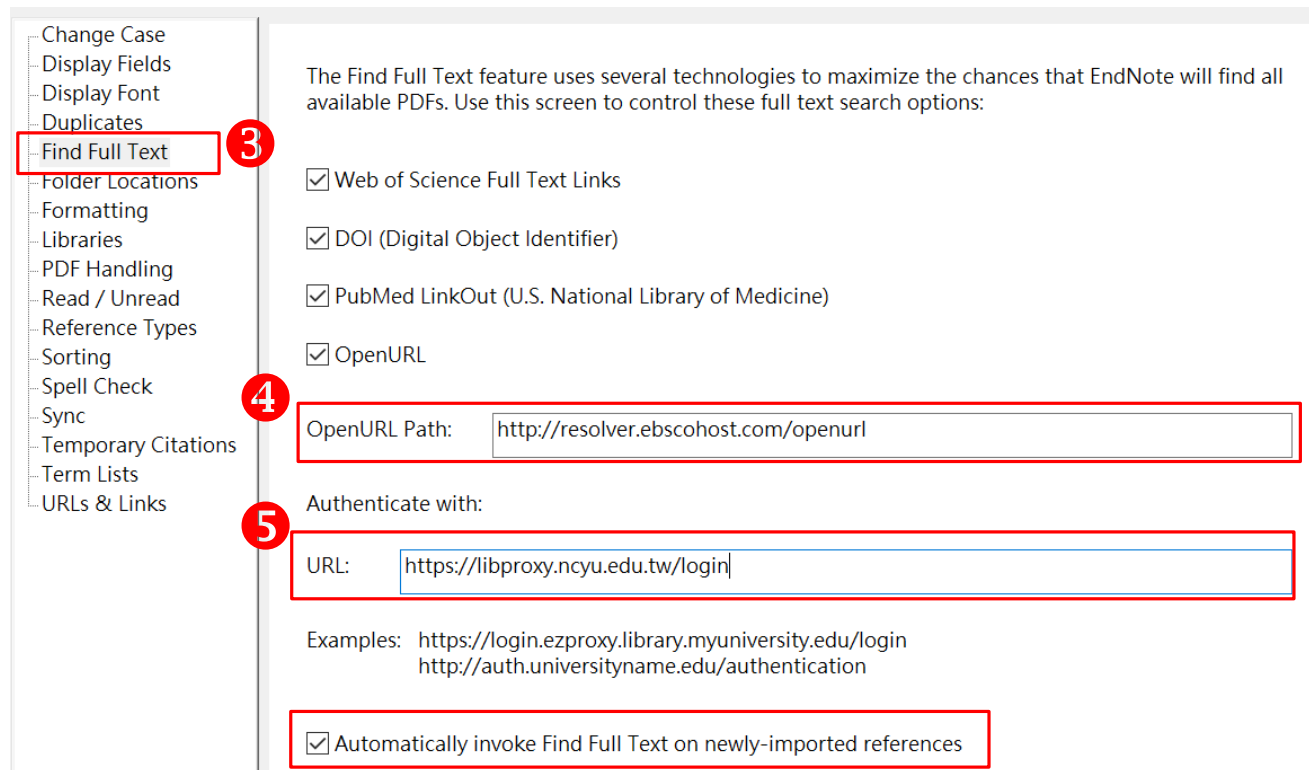 Change Case
Display Fields
Display Font
Duplicates
Find Full Text
3
Folder Locations
Formatting
Libraries
PDF Handling
Read / Unread
Reference Types
Sorting
Spell Check
Sync
Temporary Citations
Term Lists
URLs & Links
The Find Full Text feature uses several technologies to maximize the chances that EndNote will find all
available PDFs. Use this screen to control these full text search options:
Web of Science Full Text Links
DOI (Digital Object Identifier)
PubMed LinkOut (U.S. National Library of Medicine)
OpenURL
4
OpenURL Path: http://resolver.ebscohost.com/openurl
Authenticate with:
5
URL: https://libproxy.ncyu.edu.tw/login
Examples: https://login.ezproxy.library.myuniversity.edu/login
http://auth.universityname.edu/authentication
Automatically invoke Find Full Text on newly-imported references